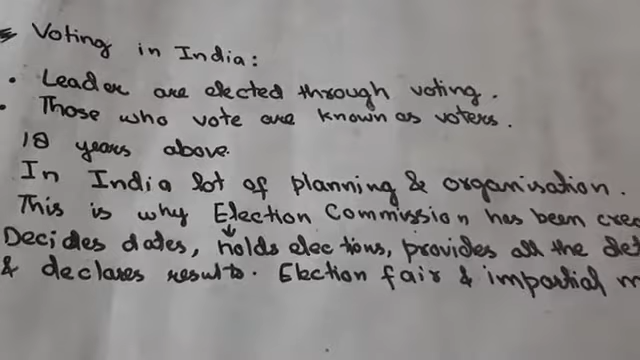 Voting in India:
• Leader are elected through voting.
• Those who vote are known as voters.
18 years above.
In India lot of planning & organisation.
This is why Election Commission has been
Decides dates, holds elections, provides all the
& declares results. Election fair & impartial